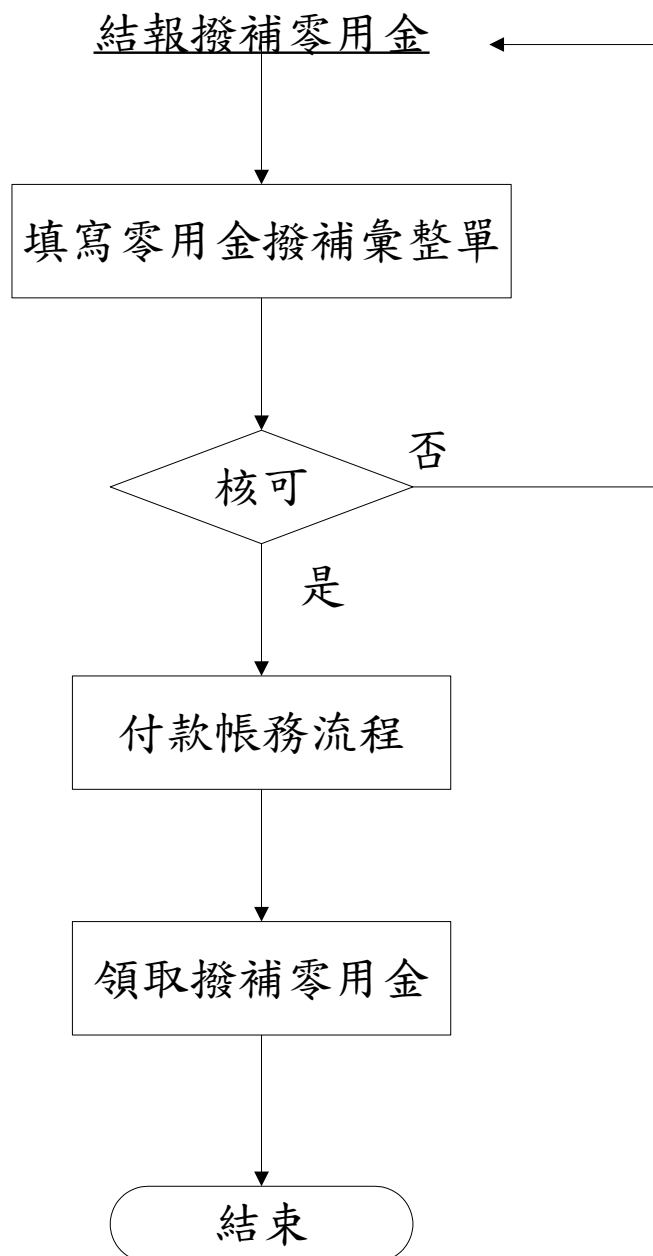 結報撥補零用金
填寫零用金撥補彙整單
核可
否
是
付款帳務流程
領取撥補零用金
結束